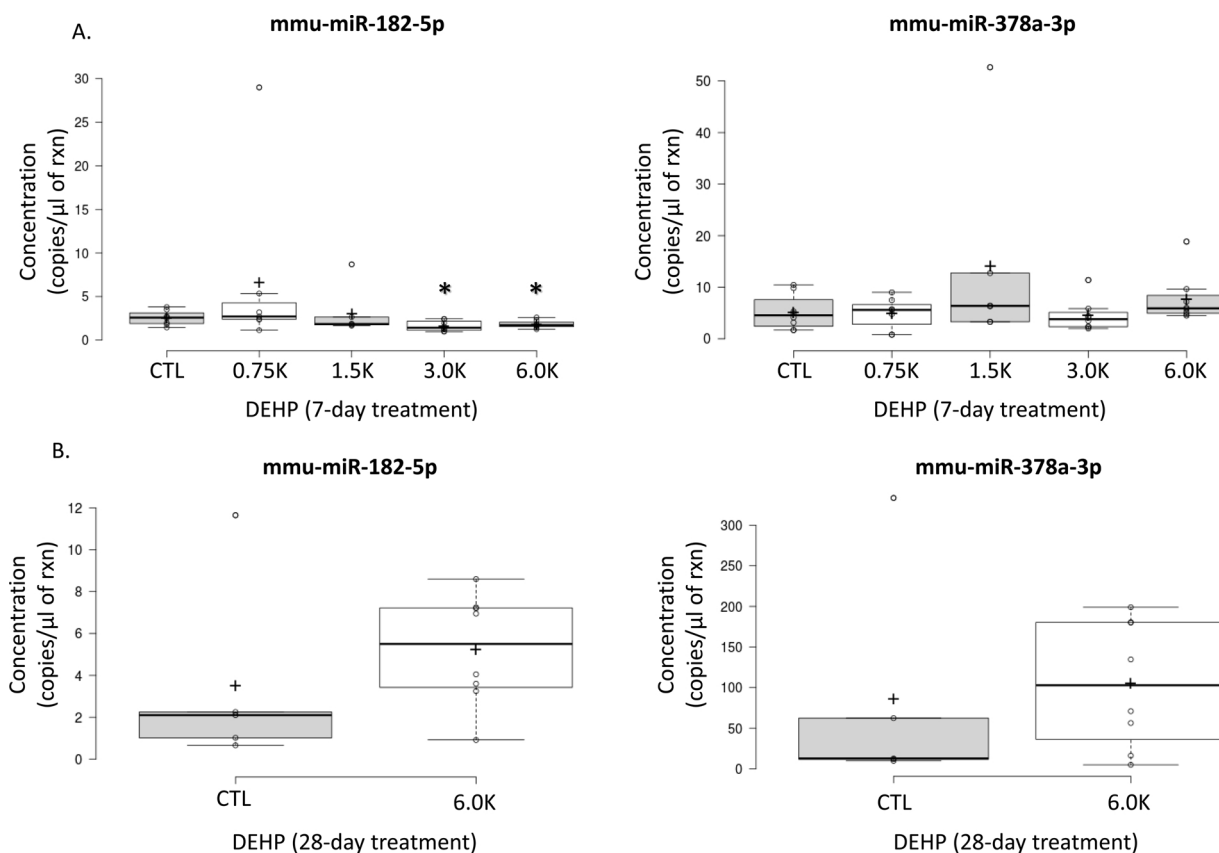 A.
mmu-miR-182-5p
Concentration
(copies/µl of rxn)
30
25
20
15
10
5
0
*
*
CTL 0.75K 1.5K 3.0K 6.0K
DEHP (7-day treatment)
mmu-miR-378a-3p
Concentration
(copies/µl of rxn)
50
40
30
20
10
0
CTL 0.75K 1.5K 3.0K 6.0K
DEHP (7-day treatment)
B.
mmu-miR-182-5p
Concentration
(copies/µl of rxn)
12
10
8
6
4
2
0
CTL 6.0K
DEHP (28-day treatment)
mmu-miR-378a-3p
Concentration
(copies/µl of rxn)
300
250
200
150
100
50
0
CTL 6.0K
DEHP (28-day treatment)